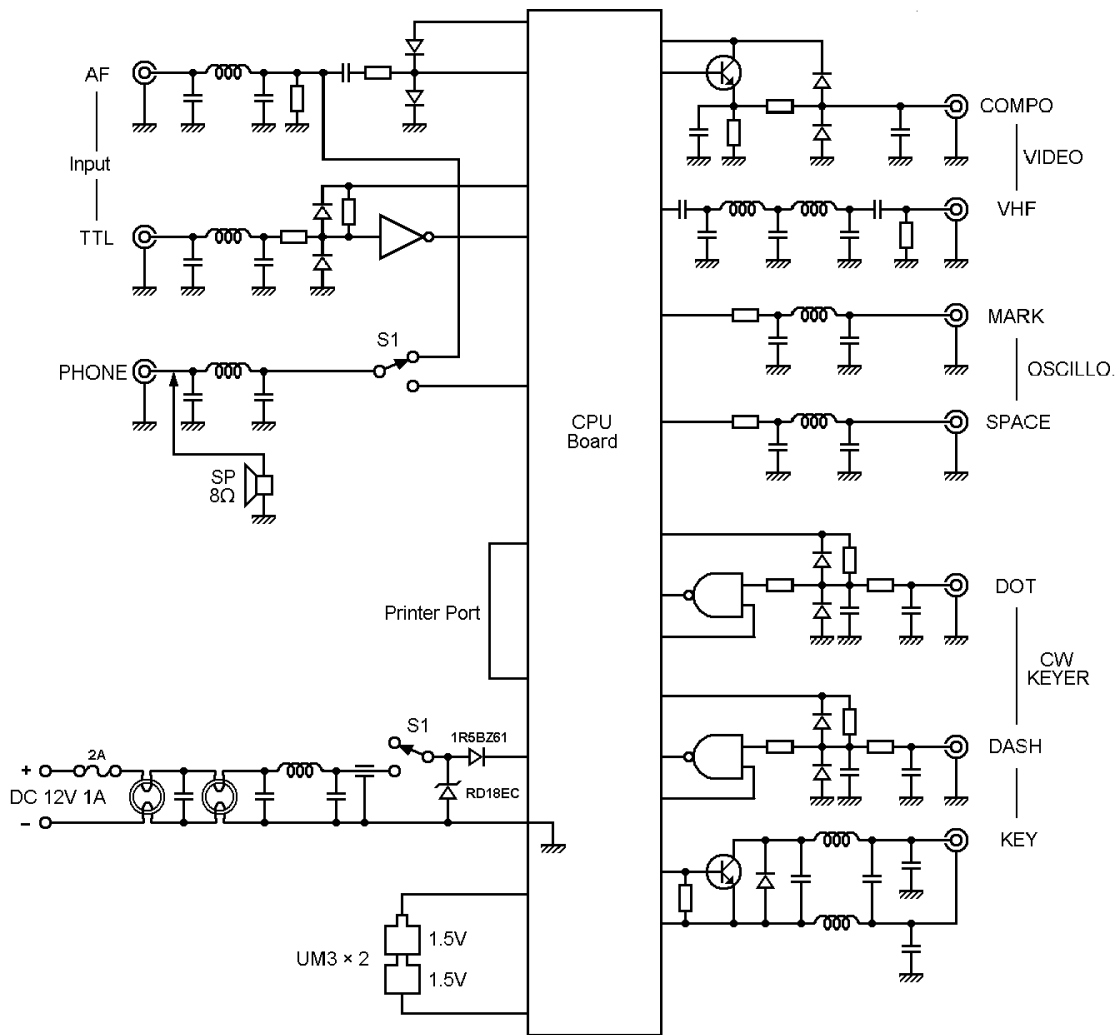 AF
Input
TTL
PHONE
S1
SP
8Ω
Printer Port
S1
1R5BZ61
2A
+
DC 12V 1A
−
RD18EC
UM3 × 2
1.5V
1.5V
CPU
Board
COMPO
VIDEO
VHF
MARK
OSCILLO.
SPACE
DOT
CW
KEYER
DASH
KEY